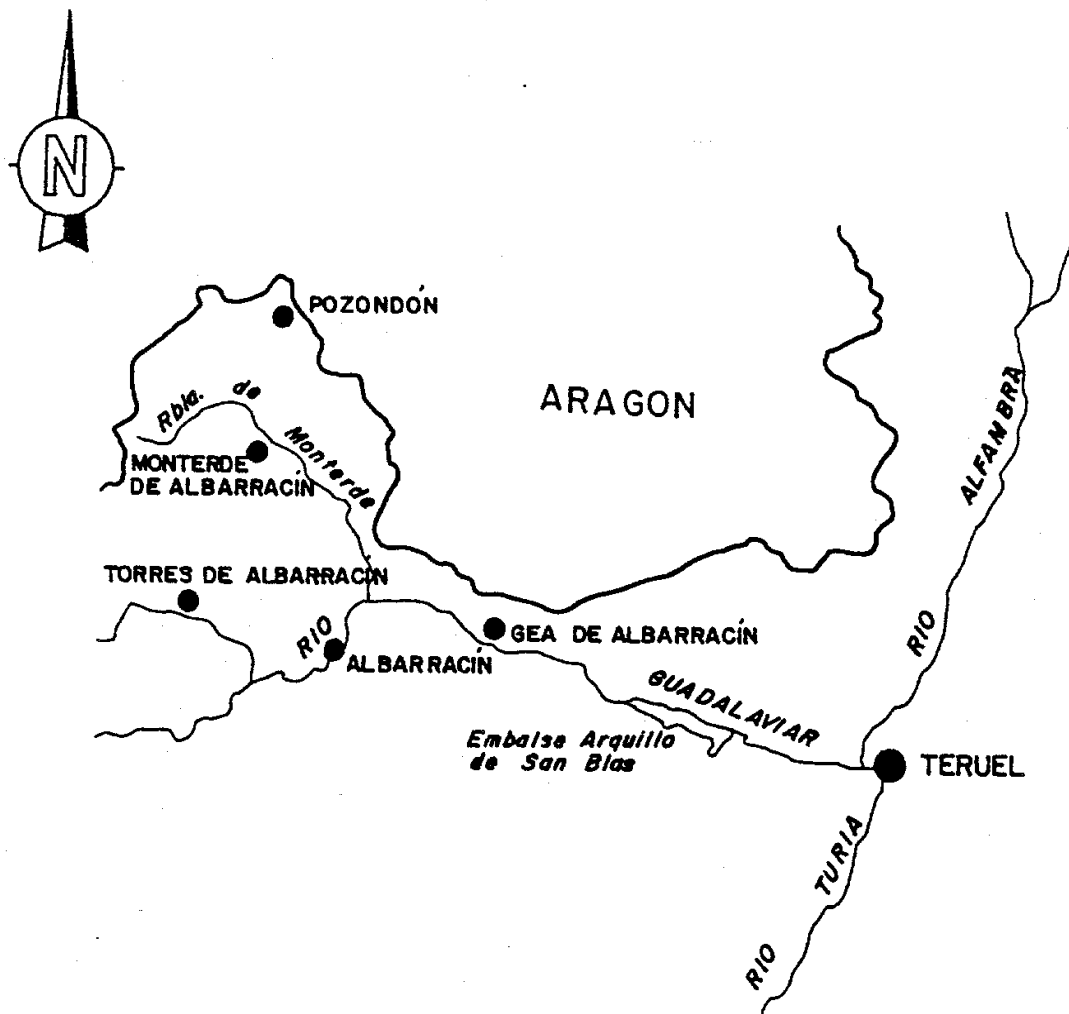 N
POZONDÓN
ARAGON
Rbla. de Monterde
MONTERDE
DE ALBARRACÍN
RIO ALFAMBRA
TORRES DE ALBARRACÍN
RIO GUADALAVIAR
GEA DE ALBARRACÍN
ALBARRACÍN
Embalse Arquillo
de San Blas
TERUEL
RIO TURIA